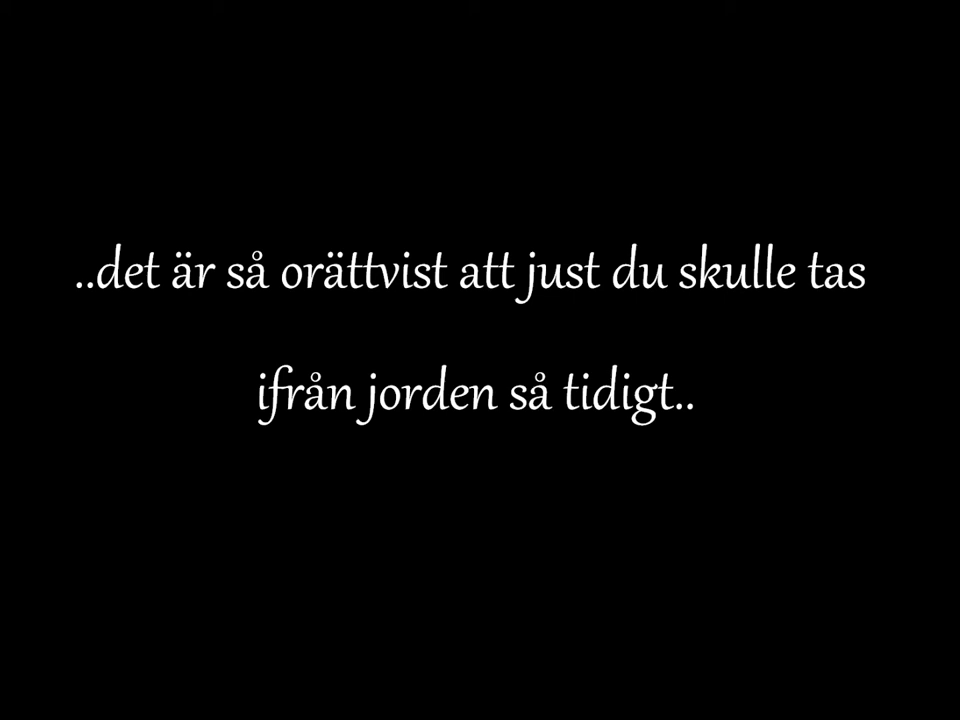 ..det är så orättvist att just du skulle tas
ifrån jorden så tidigt..